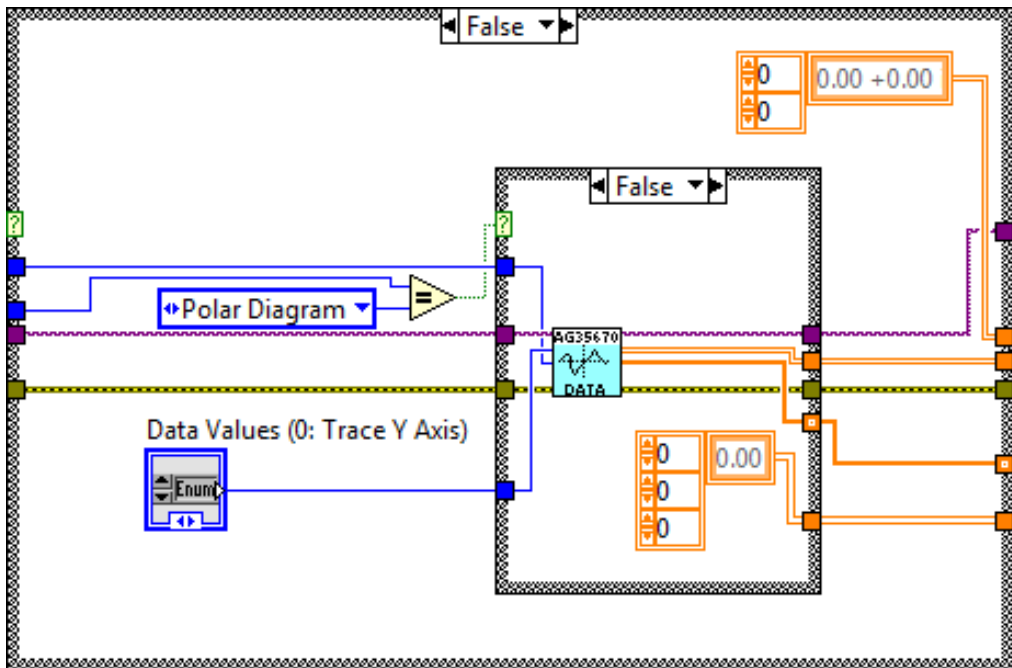 False
0
0.00 +0.00
0
False
?
?
=
Polar Diagram
AG35670
DATA
Data Values (0: Trace Y Axis)
Enum
0
0.00
0
0